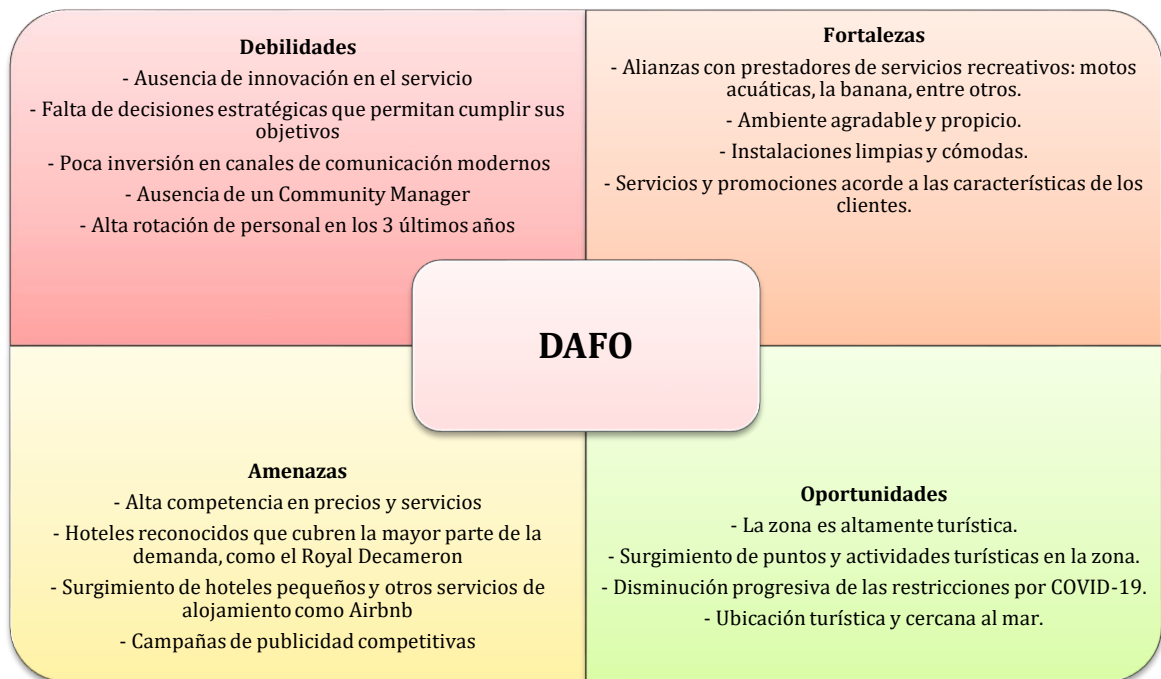 Debilidades
- Ausencia de innovación en el servicio
- Falta de decisiones estratégicas que permitan cumplir sus
objetivos
- Poca inversión en canales de comunicación modernos
- Ausencia de un Community Manager
- Alta rotación de personal en los 3 últimos años
Fortalezas
- Alianzas con prestadores de servicios recreativos: motos
acuáticas, la banana, entre otros.
- Ambiente agradable y propicio.
- Instalaciones limpias y cómodas.
- Servicios y promociones acorde a las características de los
clientes.
DAFO
Amenazas
- Alta competencia en precios y servicios
- Hoteles reconocidos que cubren la mayor parte de la
demanda, como el Royal Decameron
- Surgimiento de hoteles pequeños y otros servicios de
alojamiento como Airbnb
- Campañas de publicidad competitivas
Oportunidades
- La zona es altamente turística.
- Surgimiento de puntos y actividades turísticas en la zona.
- Disminución progresiva de las restricciones por COVID-19.
- Ubicación turística y cercana al mar.